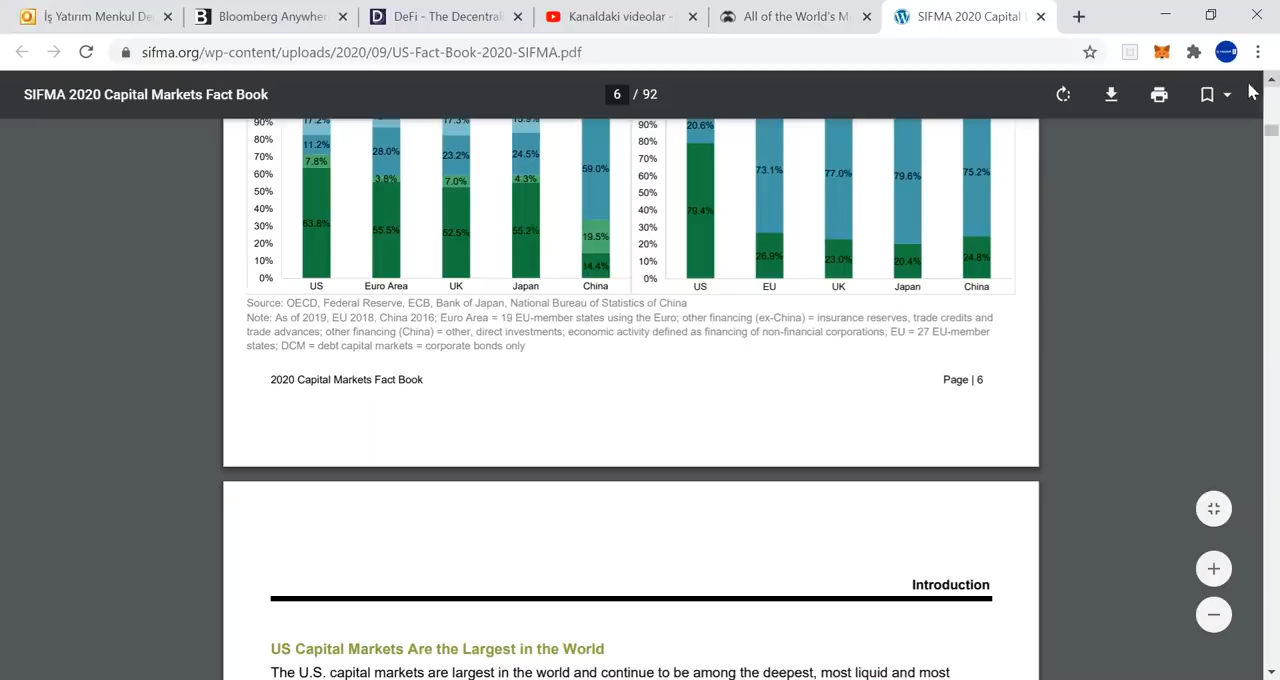 İş Yatırım Menkul De
Bloomberg Anywher
DeFi - The Decentral
Kanaldaki videolar -
All of the World's M
SIFMA 2020 Capital
sifma.org/wp-content/uploads/2020/09/US-Fact-Book-2020-SIFMA.pdf
SIFMA 2020 Capital Markets Fact Book
6 / 92
90% 17.2% 17.3% 15.9%
80% 11.2% 28.0% 23.2% 24.5% 59.0%
70% 7.8%
60% 3.8% 7.0% 4.3%
50%
40%
30% 63.8% 55.5% 62.5% 55.2% 19.5%
20%
10% 14.4%
0%
US Euro Area UK Japan China
90% 20.6%
80%
70% 73.1% 77.0% 79.6% 75.2%
60%
50%
40% 79.4%
30%
20%
10% 26.9% 23.0% 20.4% 24.8%
0%
US EU UK Japan China
Source: OECD, Federal Reserve, ECB, Bank of Japan, National Bureau of Statistics of China
Note: As of 2019, EU 2018, China 2016; Euro Area = 19 EU-member states using the Euro; other financing (ex-China) = insurance reserves, trade credits and
trade advances; other financing (China) = other, direct investments; economic activity defined as financing of non-financial corporations; EU = 27 EU-member
states; DCM = debt capital markets = corporate bonds only
2020 Capital Markets Fact Book Page | 6
Introduction
US Capital Markets Are the Largest in the World
The U.S. capital markets are largest in the world and continue to be among the deepest, most liquid and most